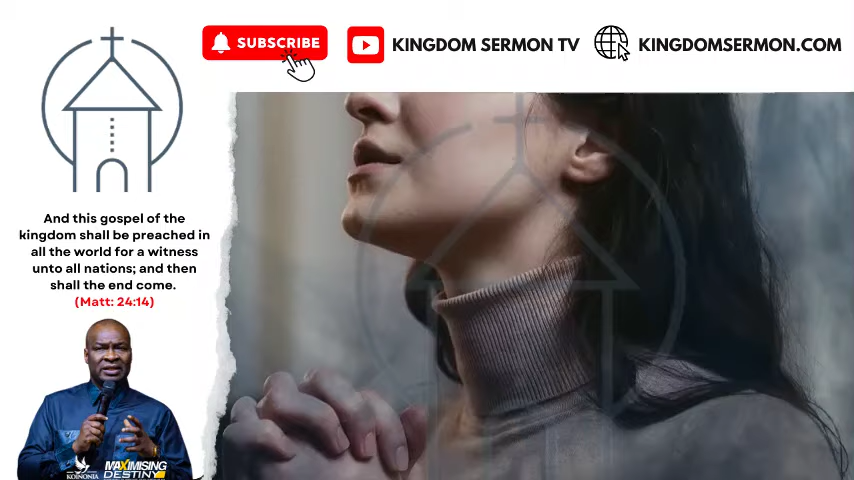 SUBSCRIBE
KINGDOM SERMON TV
KINGDOMSERMON.COM
And this gospel of the
kingdom shall be preached in
all the world for a witness
unto all nations; and then
shall the end come.
(Matt: 24:14)
KOINONIA
MAXIMISING
DESTINY